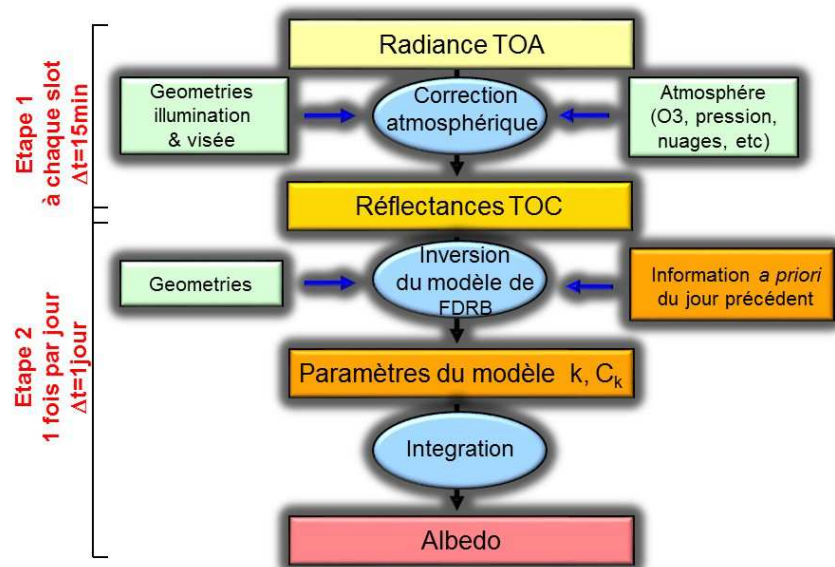 Etape 1
à chaque slot
Δt=15min
Radiance TOA
Geometries
illumination
& visée
Correction
atmosphérique
Atmosphére
(O3, pression,
nuages, etc)
Réflectances TOC
Etape 2
1 fois par jour
Δt=1jour
Geometries
Inversion
du modèle de
FDRB
Information a priori
du jour précédent
Paramètres du modèle k, Cₖ
Integration
Albedo